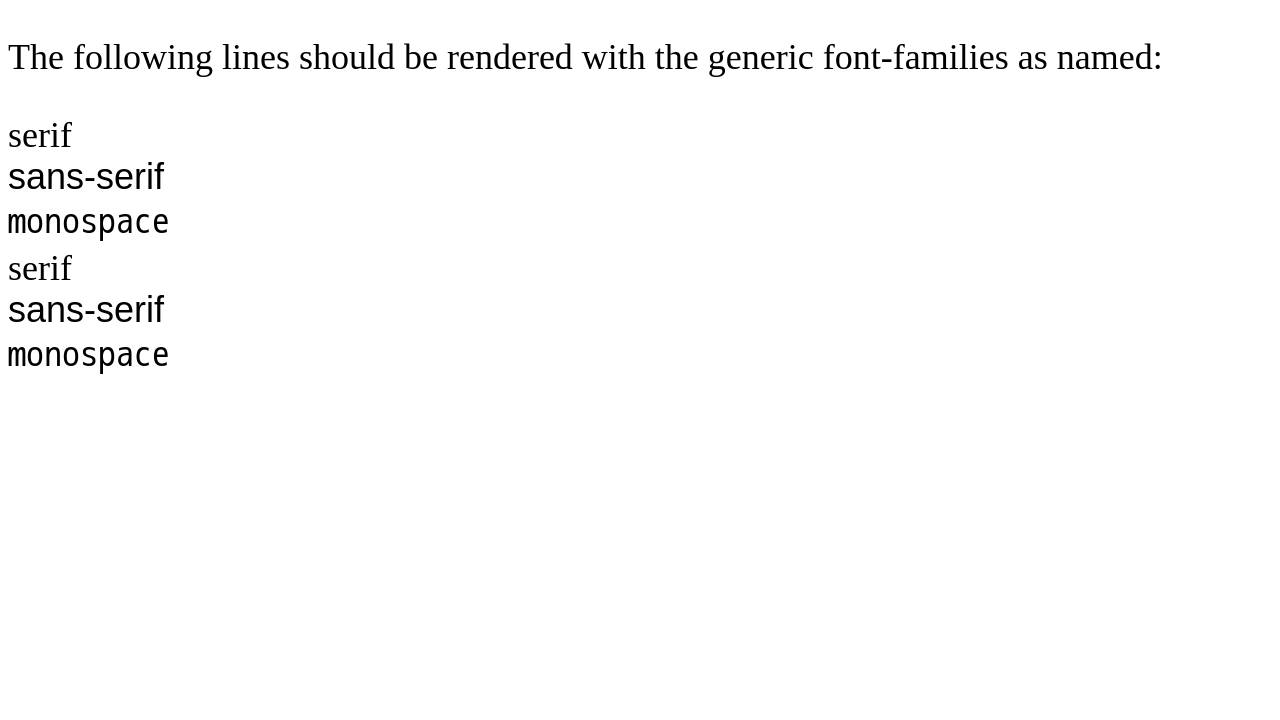 The following lines should be rendered with the generic font-families as named:
serif
sans-serif
monospace
serif
sans-serif
monospace